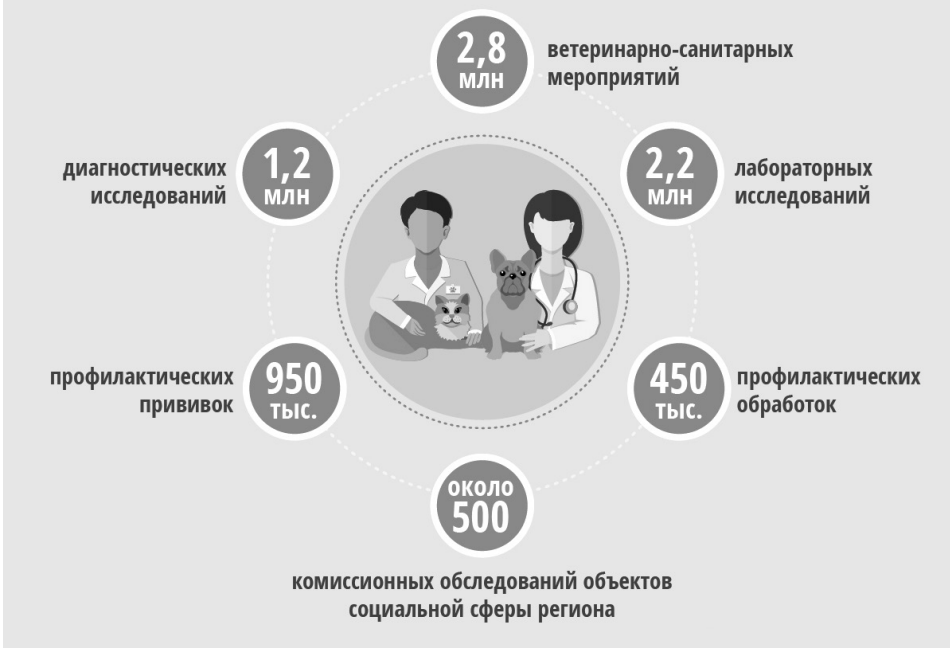 2,8
млн
ветеринарно-санитарных
мероприятий
1,2
млн
диагностических
исследований
2,2
млн
лабораторных
исследований
950
тыс.
профилактических
прививок
450
тыс.
профилактических
обработок
около
500
комиссионных обследований объектов
социальной сферы региона